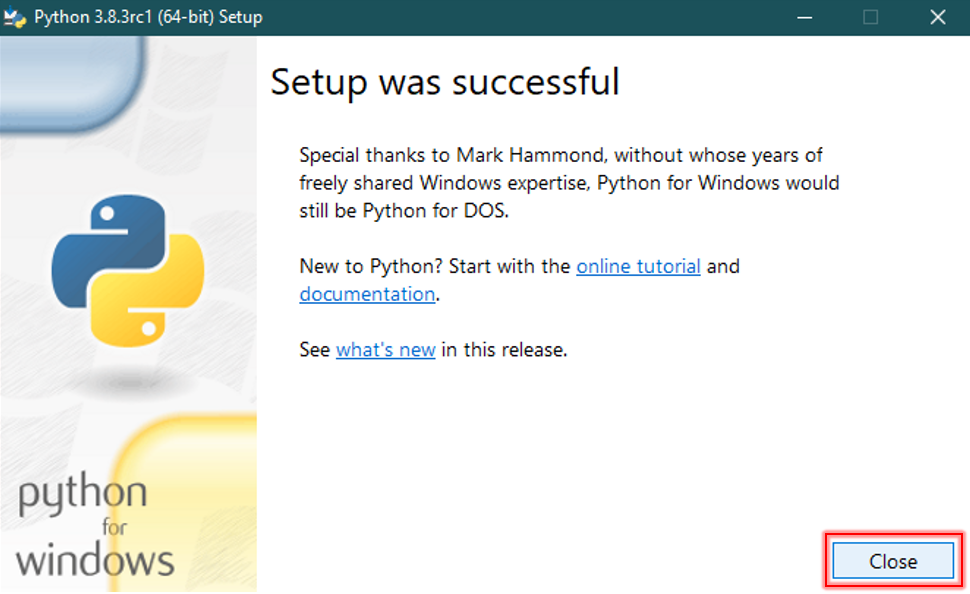 Python 3.8.3rc1 (64-bit) Setup
Setup was successful
Special thanks to Mark Hammond, without whose years of
freely shared Windows expertise, Python for Windows would
still be Python for DOS.
New to Python? Start with the online tutorial and
documentation.
See what's new in this release.
python
for
windows
Close